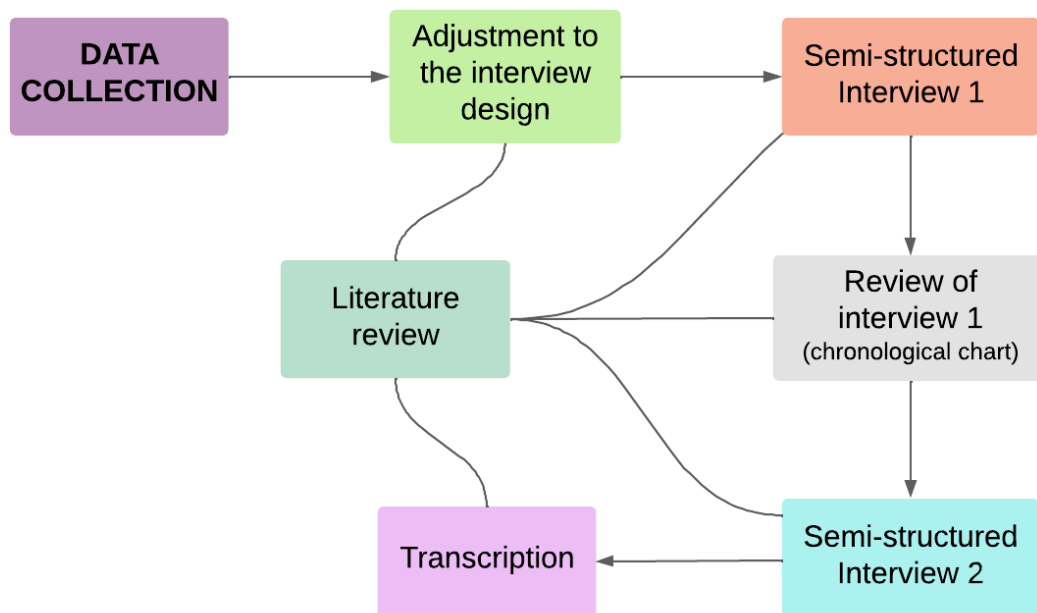 DATA
COLLECTION
Adjustment to
the interview
design
Semi-structured
Interview 1
Literature
review
Review of
interview 1
(chronological chart)
Transcription
Semi-structured
Interview 2